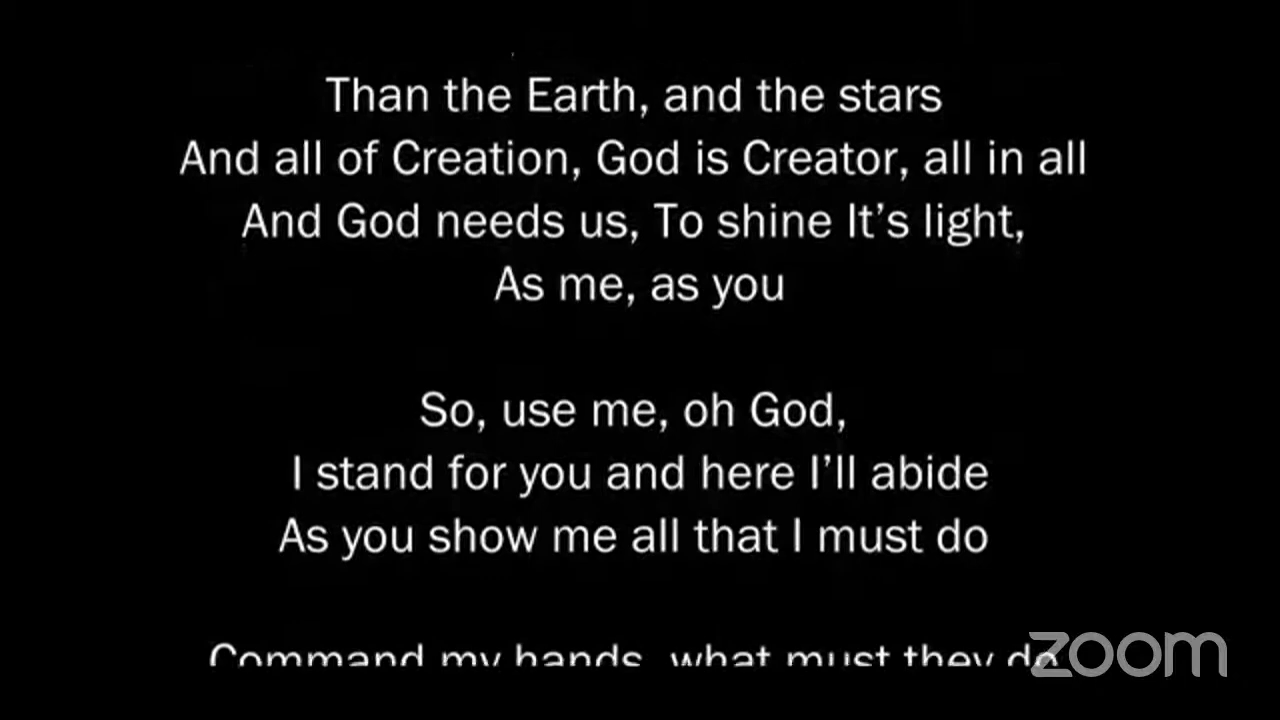 Than the Earth, and the stars
And all of Creation, God is Creator, all in all
And God needs us, To shine It’s light,
As me, as you
So, use me, oh God,
I stand for you and here I’ll abide
As you show me all that I must do
Command my hands, what must they do
zoom